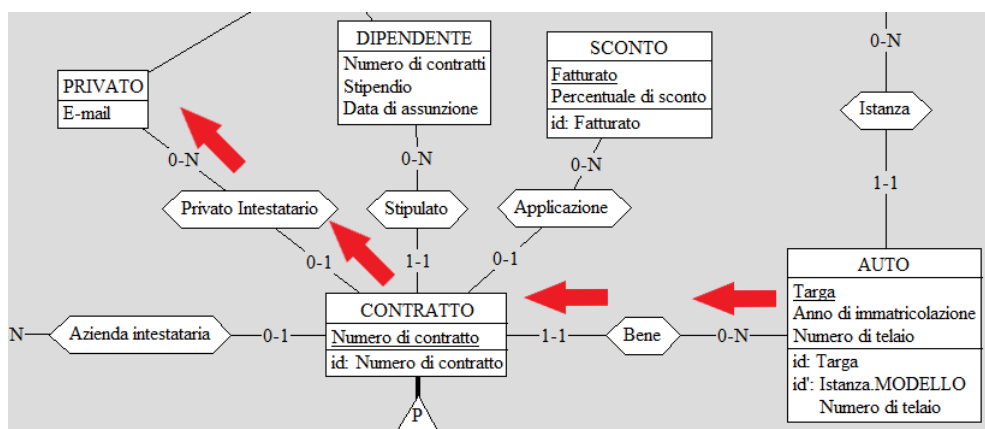 DIPENDENTE
Numero di contratti
Stipendio
Data di assunzione
SCONTO
Fatturato
Percentuale di sconto
id: Fatturato
0-N
PRIVATO
E-mail
Istanza
0-N
0-N
0-N
1-1
Privato Intestatario
Stipulato
Applicazione
0-1
1-1
0-1
AUTO
Targa
Anno di immatricolazione
Numero di telaio
id: Targa
id': Istanza.MODELLO
Numero di telaio
CONTRATTO
Numero di contratto
id: Numero di contratto
N
Azienda intestataria
0-1
1-1
Bene
0-N
P